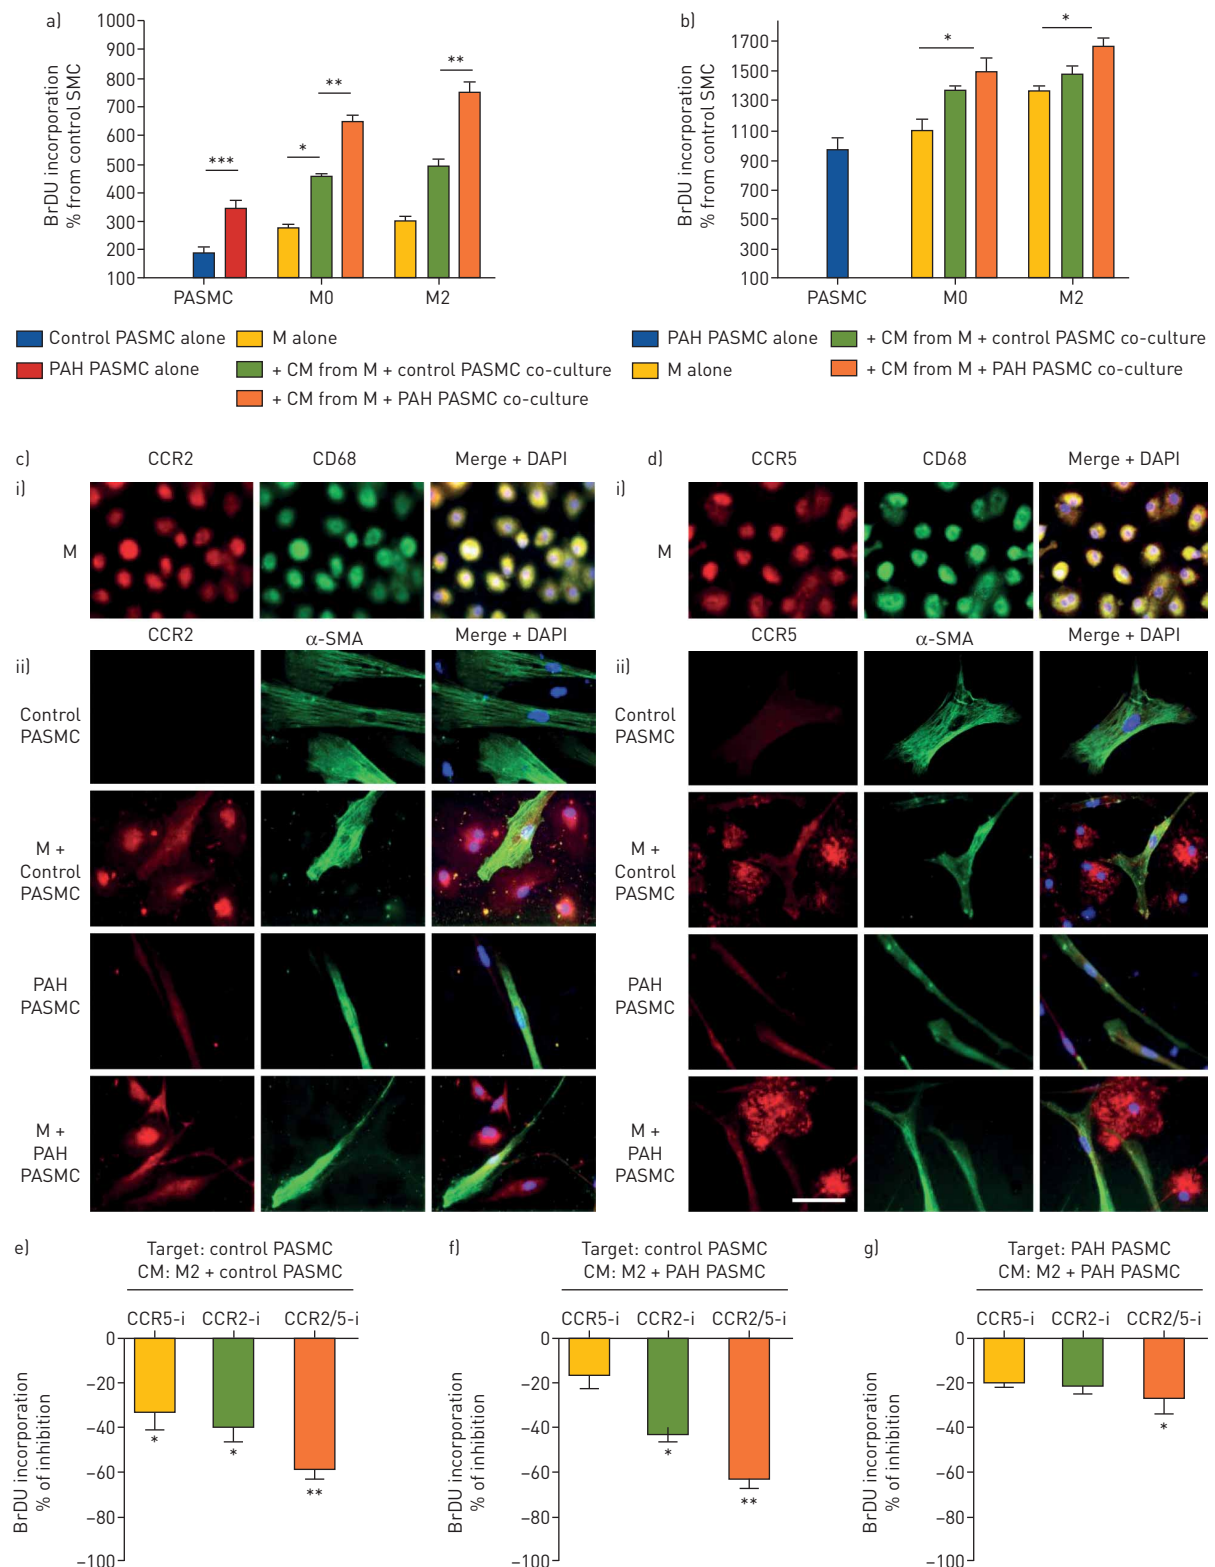 a)
BrDU incorporation
% from control SMC
1000
900
800
700
600
500
400
300
200
100
***
*
**
**
PASMC M0 M2
Control PASMC alone
PAH PASMC alone
M alone
+ CM from M + control PASMC co-culture
+ CM from M + PAH PASMC co-culture
b)
BrDU incorporation
% from control SMC
1700
1500
1300
1100
900
700
500
300
100
*
*
PASMC M0 M2
PAH PASMC alone
M alone
+ CM from M + control PASMC co-culture
+ CM from M + PAH PASMC co-culture
c) CCR2 CD68 Merge + DAPI
i)
M
CCR2 α-SMA Merge + DAPI
ii)
Control
PASMC
M +
Control
PASMC
PAH
PASMC
M +
PAH
PASMC
d) CCR5 CD68 Merge + DAPI
i)
M
CCR5 α-SMA Merge + DAPI
ii)
Control
PASMC
M +
Control
PASMC
PAH
PASMC
M +
PAH
PASMC
e)
Target: control PASMC
CM: M2 + control PASMC
CCR5-i CCR2-i CCR2/5-i
BrDU incorporation
% of inhibition
0
−20
−40
−60
−80
−100
*
*
**
f)
Target: control PASMC
CM: M2 + PAH PASMC
CCR5-i CCR2-i CCR2/5-i
BrDU incorporation
% of inhibition
0
−20
−40
−60
−80
−100
*
**
g)
Target: PAH PASMC
CM: M2 + PAH PASMC
CCR5-i CCR2-i CCR2/5-i
BrDU incorporation
% of inhibition
0
−20
−40
−60
−80
−100
*